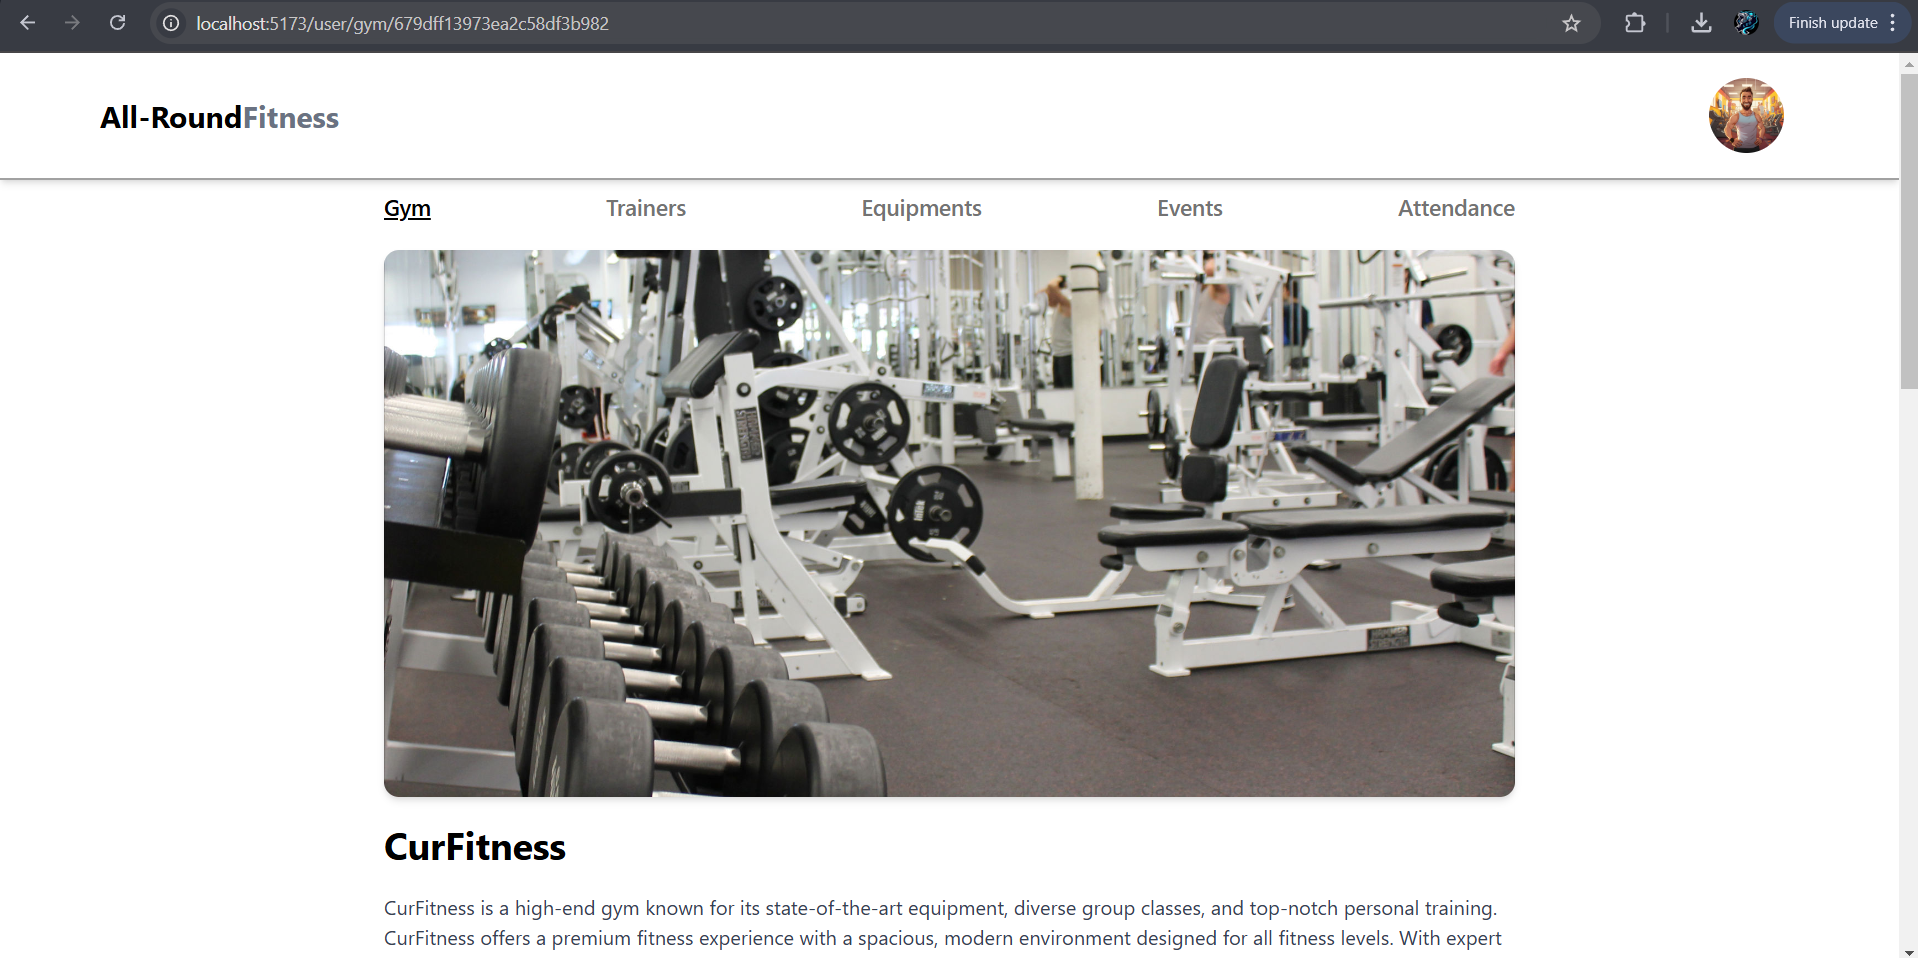 localhost:5173/user/gym/679dff13973ea2c58df3b982
Finish update
All-RoundFitness
Gym Trainers Equipments Events Attendance
CurFitness
CurFitness is a high-end gym known for its state-of-the-art equipment, diverse group classes, and top-notch personal training.
CurFitness offers a premium fitness experience with a spacious, modern environment designed for all fitness levels. With expert